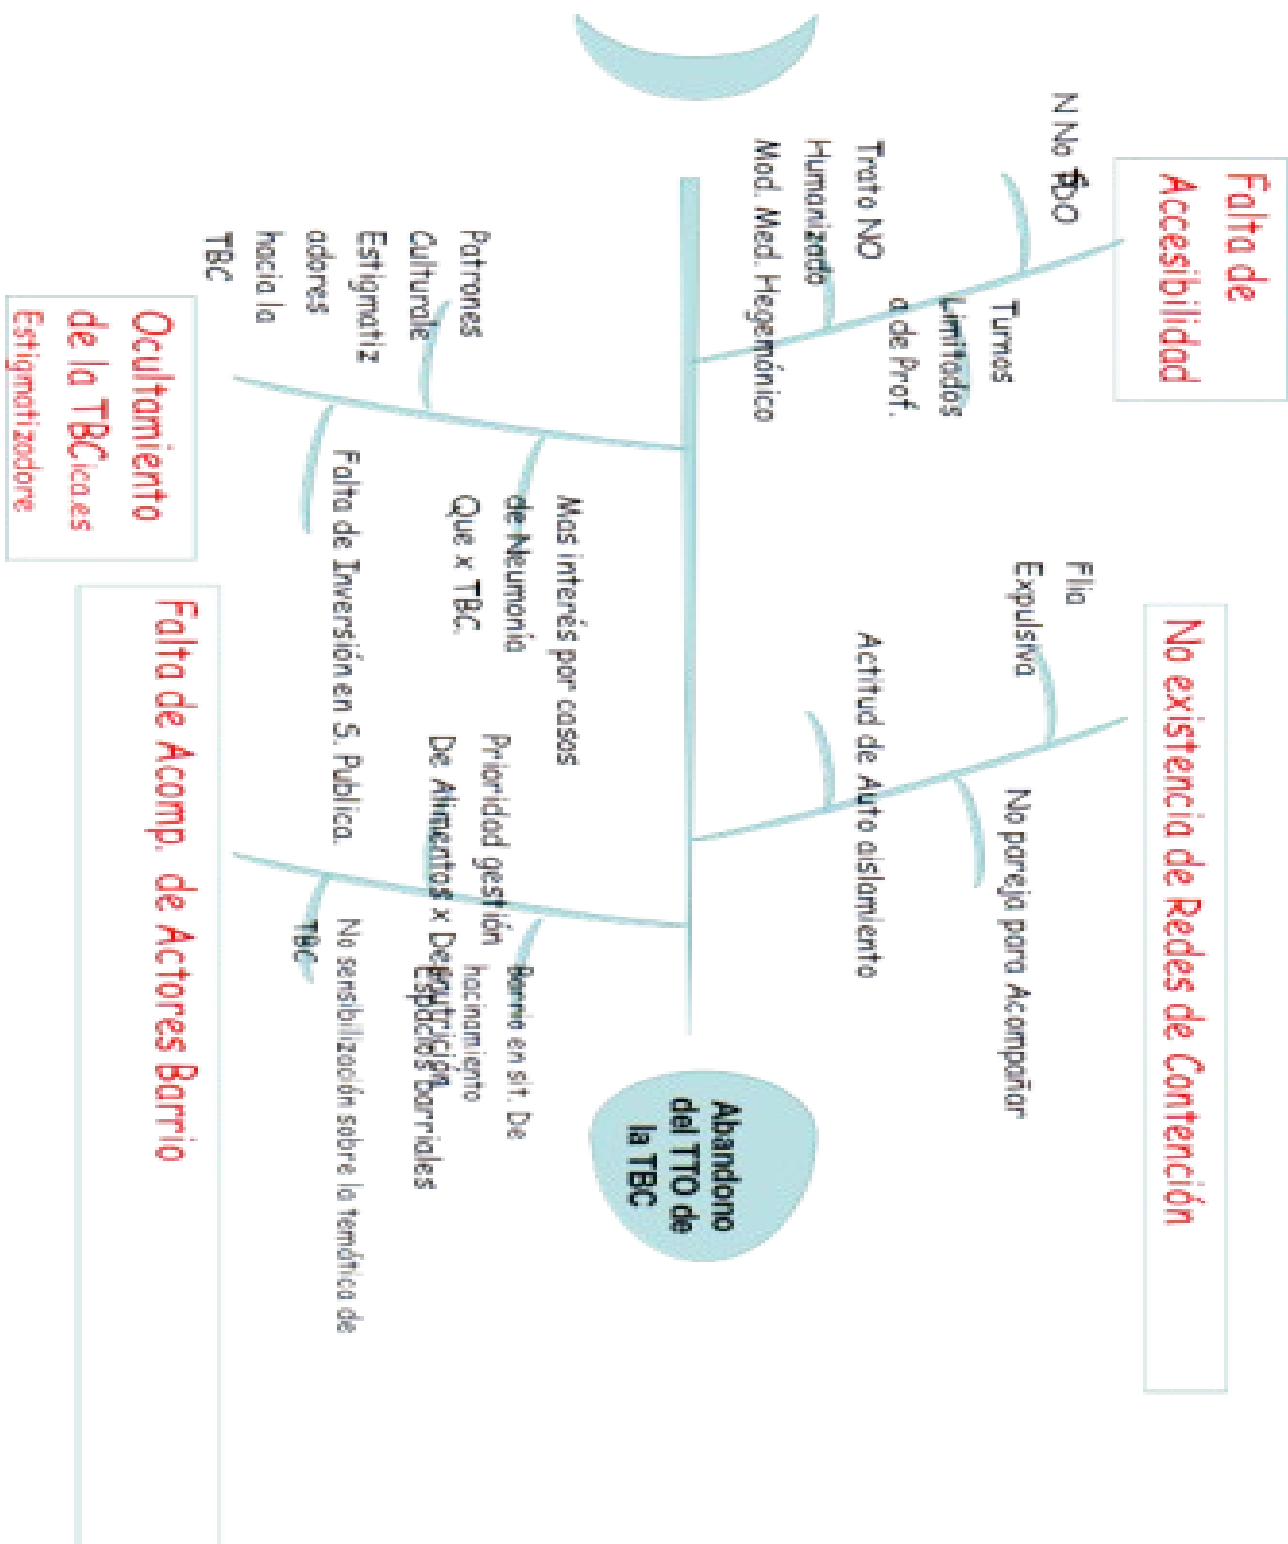 Falta de
Accesibilidad
N No
Turnos
Limitados
a de Prof.
Trato NO
Humanizado
Mod. Med. Hegemónico
No existencia de Redes de Contención
Flia
Expulsiva
No pareja para Acompañar
Actitud de Auto aislamiento
Abandono
del TTO de
la TBC
Patrones
Culturale
Estigmatiz
adores
hacia la
TBC
Mas interés por casos
de Neumonia
Que x TBC.
Falta de Inversión en S. Publica.
Ocultamiento
de la TBCica.es
Estigmatizadore
Prioridad gestión
De Alimentos x Desnutrición
Barrio en sit. De
hacinamiento
Espacios barriales
No sensibilización sobre la temática de
TBC
Falta de Acomp. de Actores Barrio